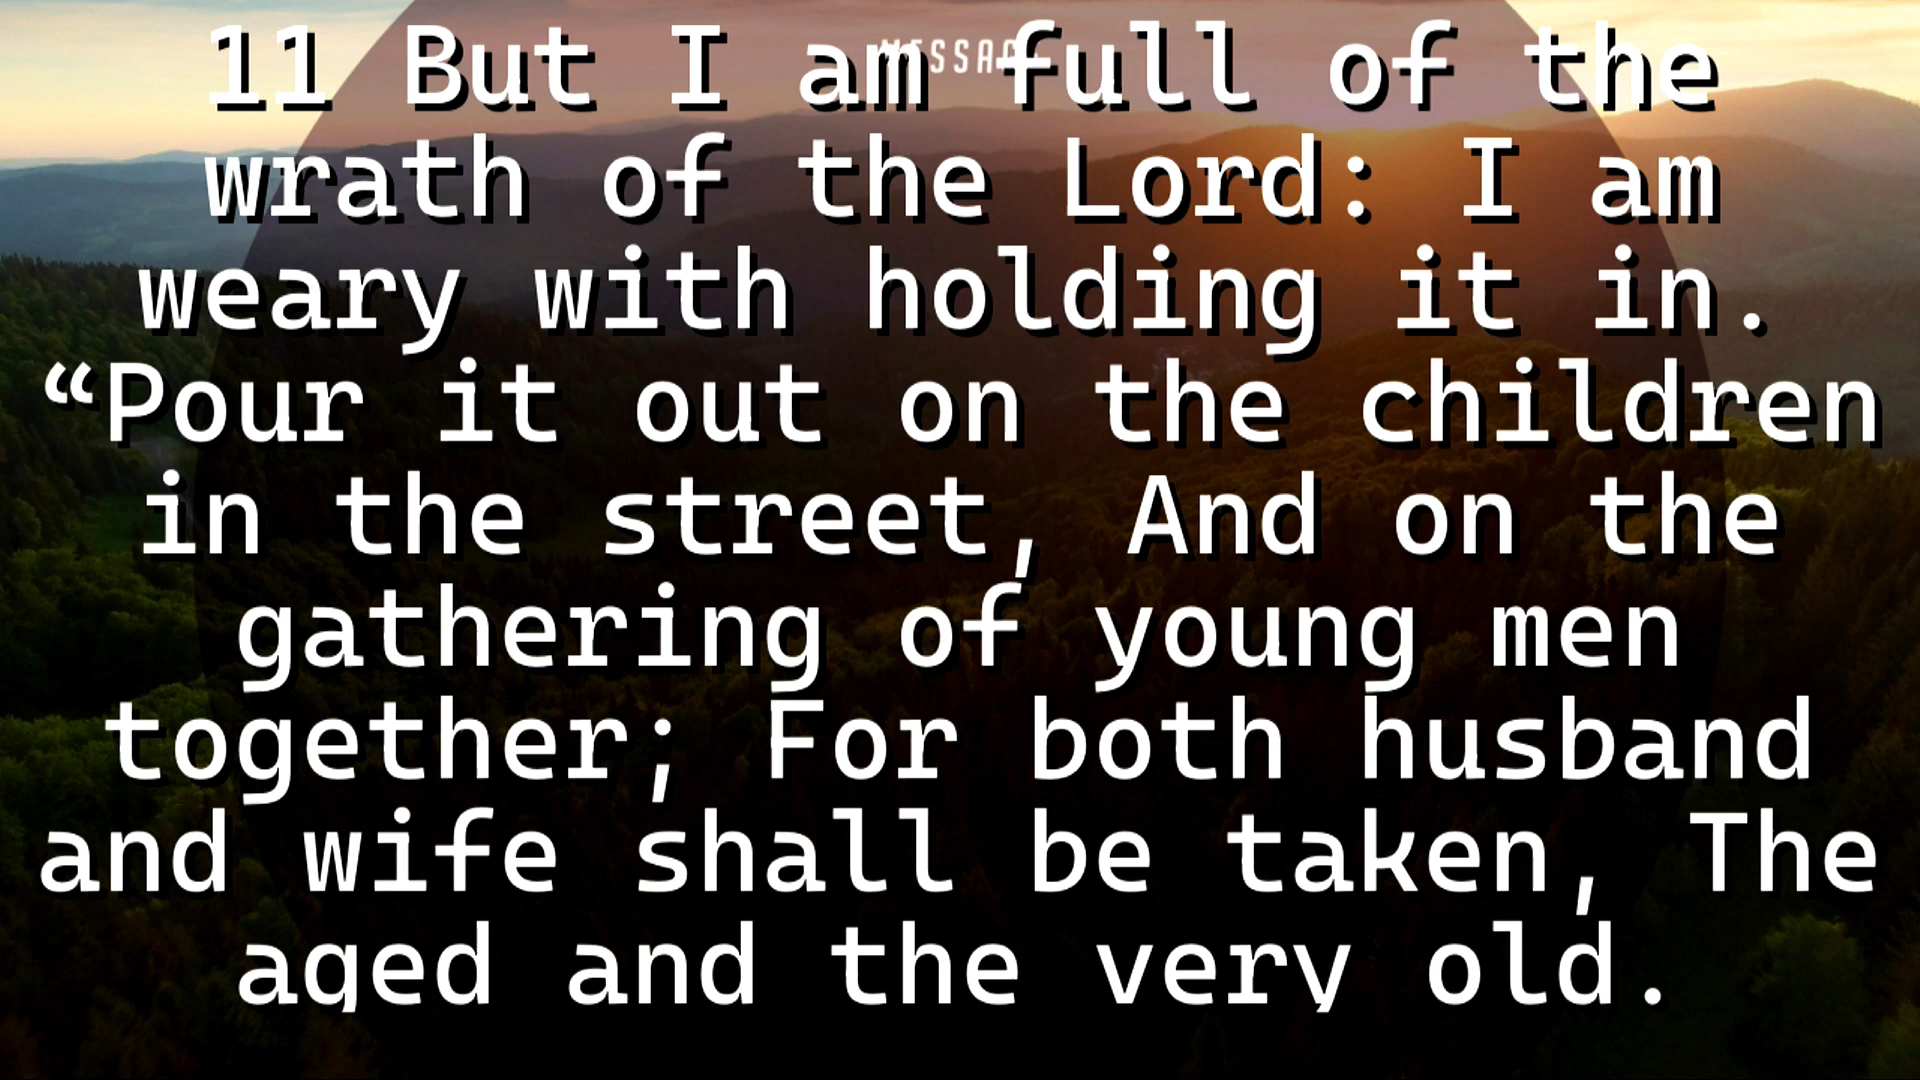 11 But I am full of the
wrath of the Lord: I am
weary with holding it in.
“Pour it out on the children
in the street, And on the
gathering of young men
together; For both husband
and wife shall be taken, The
aged and the very old.